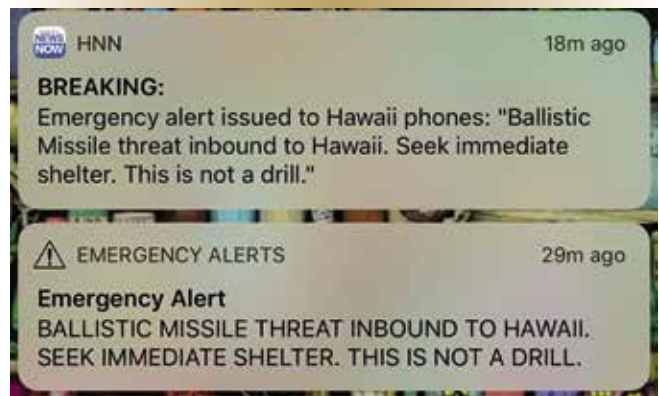 NEWS
NOW
HNN 18m ago
BREAKING:
Emergency alert issued to Hawaii phones: "Ballistic
Missile threat inbound to Hawaii. Seek immediate
shelter. This is not a drill."
EMERGENCY ALERTS 29m ago
Emergency Alert
BALLISTIC MISSILE THREAT INBOUND TO HAWAII.
SEEK IMMEDIATE SHELTER. THIS IS NOT A DRILL.